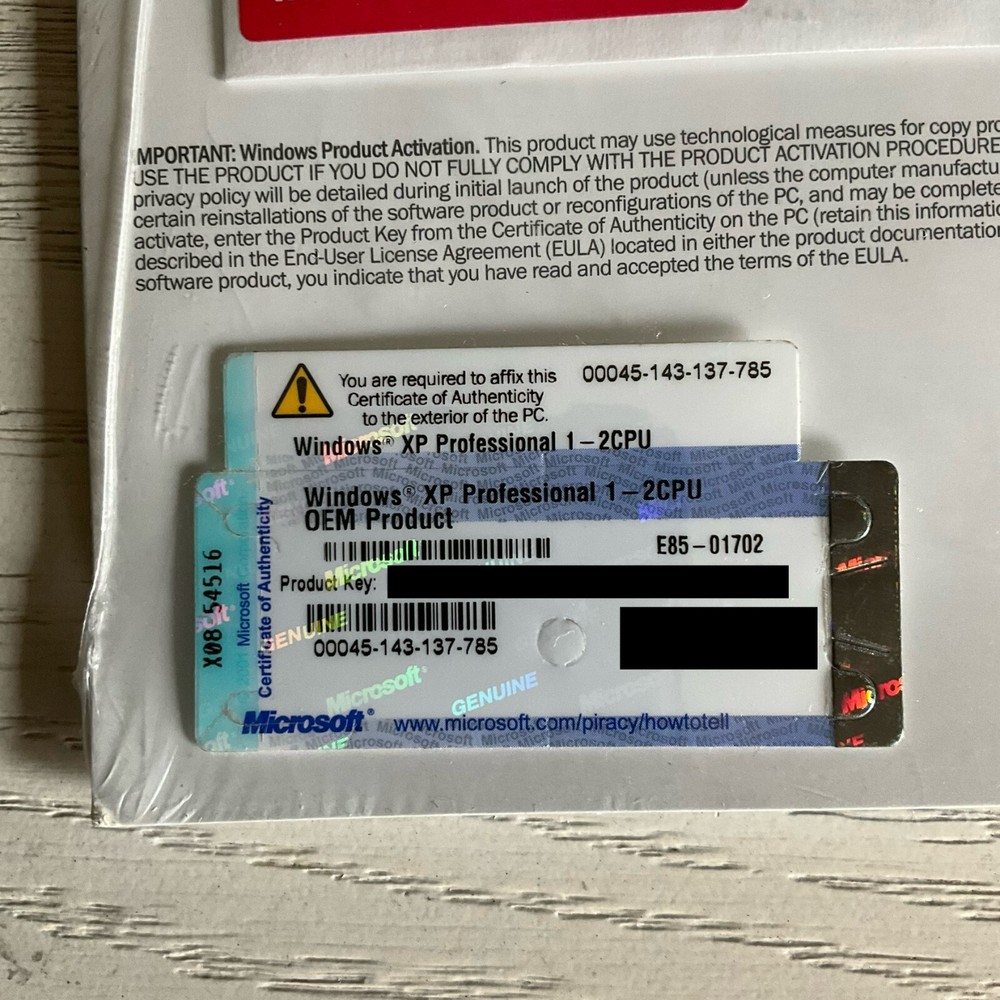 MPORTANT: Windows Product Activation. This product may use technological measures for copy pro
USE THE PRODUCT IF YOU DO NOT FULLY COMPLY WITH THE PRODUCT ACTIVATION PROCEDURE
privacy policy will be detailed during initial launch of the product (unless the computer manufactu
certain reinstallations of the software product or reconfigurations of the PC, and may be complete
activate, enter the Product Key from the Certificate of Authenticity on the PC (retain this informatio
described in the End-User License Agreement (EULA) located in either the product documentation
software product, you indicate that you have read and accepted the terms of the EULA.
You are required to affix this
Certificate of Authenticity
to the exterior of the PC.
00045-143-137-785
Windows® XP Professional 1-2CPU
Windows® XP Professional 1-2CPU
OEM Product
E85-01702
Product Key:
00045-143-137-785
X08 54516
Microsoft
Certificate of Authenticity
GENUINE
Microsoft
Microsoft
GENUINE
Microsoft® www.microsoft.com/piracy/howtotell